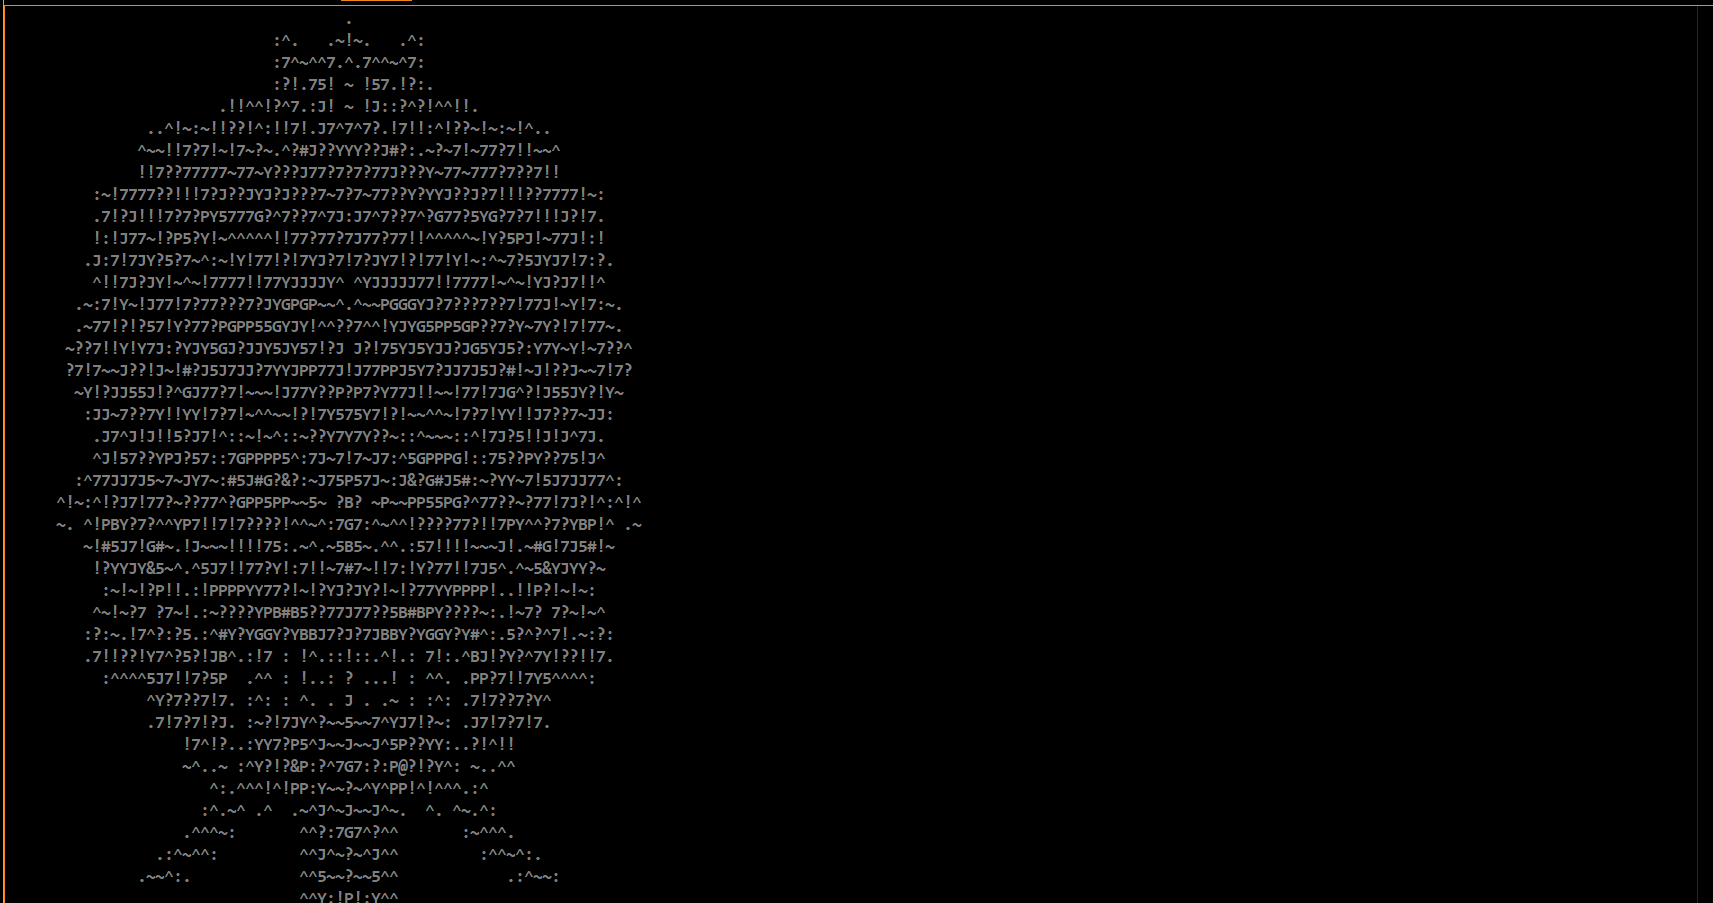 .
:^.   .~!~.   .^:
:7^~^^7.^.7^^~^7:
:?!.75! ~ !57.!?:.
.!!^^!?^7.:J! ~ !J::?^?!^^!!.
..^!~:~!!??!^:!!7!.J7^7^7?.!7!!:^!??~!~:~!^..
^~~!!7?7!~!7~?~.^?#J??YYY??J#?:.~?~7!~77?7!!~~^
!!7??77777~77~Y???J77?7?7?77J???Y~77~777?7??7!!
:~!7777??!!!7?J??JYJ?J???7~7?7~77??Y?YYJ??J?7!!!??7777!~:
.7!?J!!!7?7?PY5777G?^7??7^7J:J7^7??7^?G77?5YG?7?7!!!J?!7.
!:!J77~!?P5?Y!~^^^^^!!77?77?7J77?77!!^^^^^~!Y?5PJ!~77J!:!
.J:7!7JY?5?7~^:~!Y!77!?!7YJ?7!7?JY7!?!77!Y!~:^~7?5JYJ7!7:?.
^!!7J?JY!~^~!7777!!77YJJJJY^ ^YJJJJJ77!!7777!~^~!YJ?J7!!^
.~:7!Y~!J77!7?77???7?JYGPGP~~^.^~~PGGGYJ?7???7??7!77J!~Y!7:~.
.~77!?!?57!Y?77?PGPP55GYJY!^^??7^^!YJYG5PP5GP??7?Y~7Y?!7!77~.
~??7!!Y!Y7J:?YJY5GJ?JJY5JY57!?J J?!75YJ5YJJ?JG5YJ5?:Y7Y~Y!~7??^
?7!7~~J??!J~!#?J5J7JJ?7YYJPP77J!J77PPJ5Y7?JJ7J5J?#!~J!??J~~7!7?
~Y!?JJ55J!?^GJ77?7!~~~!J77Y??P?P7?Y77J!!~~!77!7JG^?!J55JY?!Y~
:JJ~7??7Y!!YY!7?7!~^^~~!?!7Y575Y7!?!~~^^~!7?7!YY!!J7??7~JJ:
.J7^J!J!!5?J7!^::~!~^::~??Y7Y7Y??~::^~~~::^!7J?5!!J!J^7J.
^J!57??YPJ?57::7GPPPP5^:7J~7!7~J7:^5GPPPG!::75??PY??75!J^
:^77JJ7J5~7~JY7~:#5J#G?&?:~J75P57J~:J&?G#J5#:~?YY~7!5J7JJ77^:
^!~:^!?J7!77?~??77^?GPP5PP~~5~ ?B? ~P~~PP55PG?^77??~?77!7J?!^:^!^
~. ^!PBY?7?^^YP7!!7!7????!^^~^:7G7:^~^^!????77?!!7PY^^?7?YBP!^ .~
~!#5J7!G#~.!J~~~!!!!75:.~^.~5B5~.^^.:57!!!!~~~J!.~#G!7J5#!~
!?YYJY&5~^.^5J7!!77?Y!:7!!~7#7~!!7:!Y?77!!7J5^.^~5&YJYY?~
:~!~!?P!!.:!PPPPYY77?!~!?YJ?JY?!~!?77YYPPPP!..!!P?!~!~:
^~!~?7 ?7~!.:~????YPB#B5??77J77??5B#BPY????~:.!~7? 7?~!~^
:?:~.!7^?:?5.:^#Y?YGGY?YBBJ7?J?7JBBY?YGGY?Y#^:.5?^?^7!.~:?:
.7!!??!Y7^?5?!JB^.:!7 : !^.::!::.^!.: 7!:.^BJ!?Y?^7Y!??!!7.
:^^^^5J7!!7?5P  .^^ : !..: ? ...! : ^^. .PP?7!!7Y5^^^^:
^Y?7??7!7. :^: : ^. . J . .~ : :^: .7!7??7?Y^
.7!7?7!?J. :~?!7JY^?~~5~~7^YJ7!?~: .J7!7?7!7.
!7^!?..:YY7?P5^J~~J~~J^5P??YY:..?!^!!
~^..~ :^Y?!?&P:?^7G7:?:P@?!?Y^: ~..^^
^:.^^^!^!PP:Y~~?~^Y^PP!^!^^^.:^
:^.~^ .^  .~^J^~J~~J^~.  ^. ^~.^:
.^^^~:       ^^?:7G7^?^^       :~^^^.
.:^~^^:         ^^J^~?~^J^^         :^^~^:.
.~~^:.            ^^5~~?~~5^^            .:^~~:
^^Y:!P!:Y^^